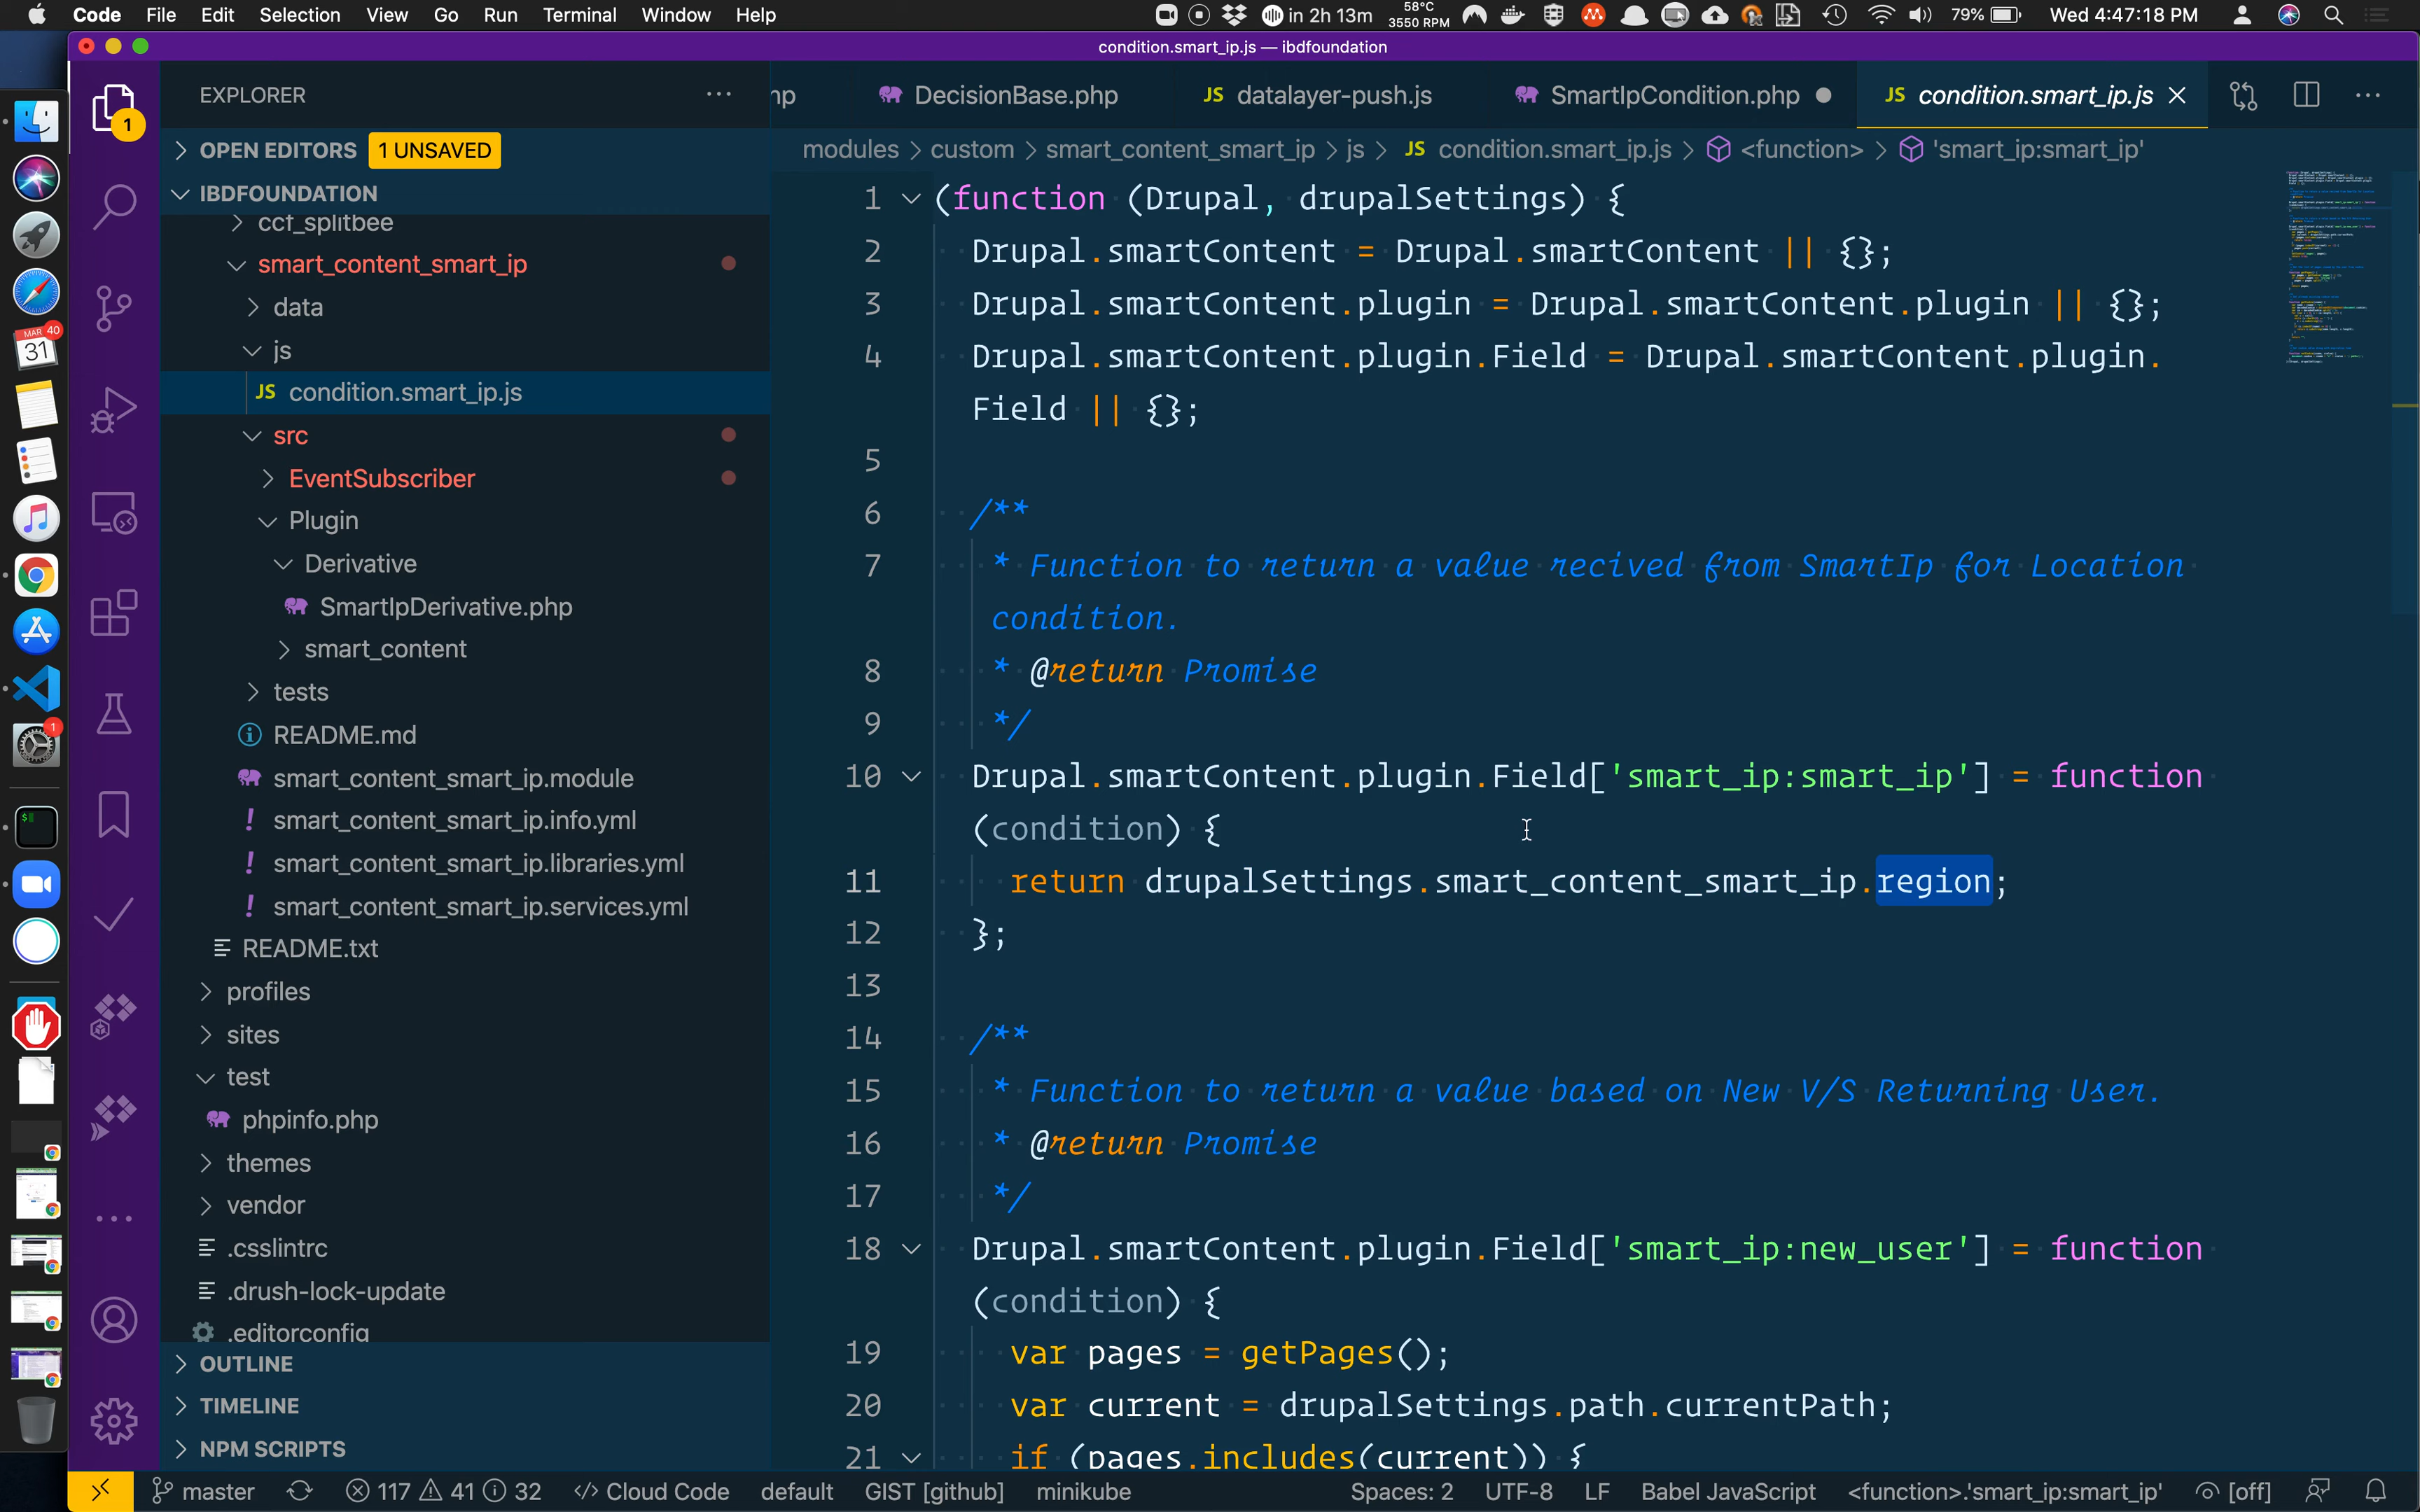 Code File Edit Selection View Go Run Terminal Window Help
in 2h 13m 58°C 3550 RPM 79% Wed 4:47:18 PM
condition.smart_ip.js — ibdfoundation
EXPLORER
hp DecisionBase.php JS datalayer-push.js SmartIpCondition.php JS condition.smart_ip.js
1
OPEN EDITORS 1 UNSAVED
modules > custom > smart_content_smart_ip > js > JS condition.smart_ip.js > <function> > 'smart_ip:smart_ip'
IBDFOUNDATION
ccf_splitbee
smart_content_smart_ip
data
js
JS condition.smart_ip.js
src
EventSubscriber
Plugin
Derivative
SmartIpDerivative.php
smart_content
tests
README.md
smart_content_smart_ip.module
! smart_content_smart_ip.info.yml
! smart_content_smart_ip.libraries.yml
! smart_content_smart_ip.services.yml
README.txt
profiles
sites
test
phpinfo.php
themes
vendor
.csslintrc
.drush-lock-update
.editorconfig
OUTLINE
TIMELINE
NPM SCRIPTS
MAR 40
31
1
1 (function (Drupal, drupalSettings) {
2 Drupal.smartContent = Drupal.smartContent || {};
3 Drupal.smartContent.plugin = Drupal.smartContent.plugin || {};
4 Drupal.smartContent.plugin.Field = Drupal.smartContent.plugin.
Field || {};
5
6 /**
7 * Function to return a value recived from SmartIp for Location
condition.
8 * @return Promise
9 */
10 Drupal.smartContent.plugin.Field['smart_ip:smart_ip'] = function
(condition) {
11 return drupalSettings.smart_content_smart_ip.region;
12 };
13
14 /**
15 * Function to return a value based on New V/S Returning User.
16 * @return Promise
17 */
18 Drupal.smartContent.plugin.Field['smart_ip:new_user'] = function
(condition) {
19 var pages = getPages();
20 var current = drupalSettings.path.currentPath;
21 if (pages.includes(current)) {
master 117 41 32 Cloud Code default GIST [github] minikube Spaces: 2 UTF-8 LF Babel JavaScript <function>.'smart_ip:smart_ip' [off]